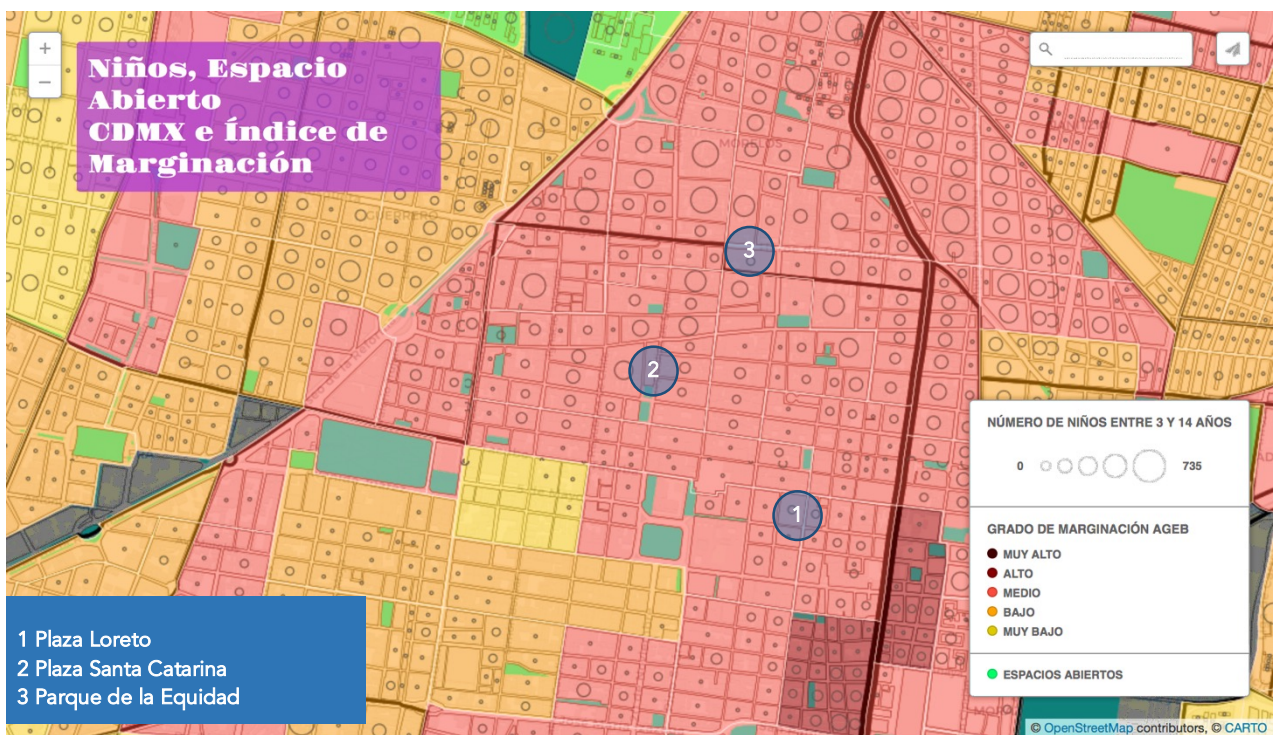 +
−
Niños, Espacio
Abierto
CDMX e Índice de
Marginación
MORELOS
GUERRERO
3
2
1
NÚMERO DE NIÑOS ENTRE 3 Y 14 AÑOS
0 735
GRADO DE MARGINACIÓN AGEB
MUY ALTO
ALTO
MEDIO
BAJO
MUY BAJO
ESPACIOS ABIERTOS
1 Plaza Loreto
2 Plaza Santa Catarina
3 Parque de la Equidad
© OpenStreetMap contributors, © CARTO